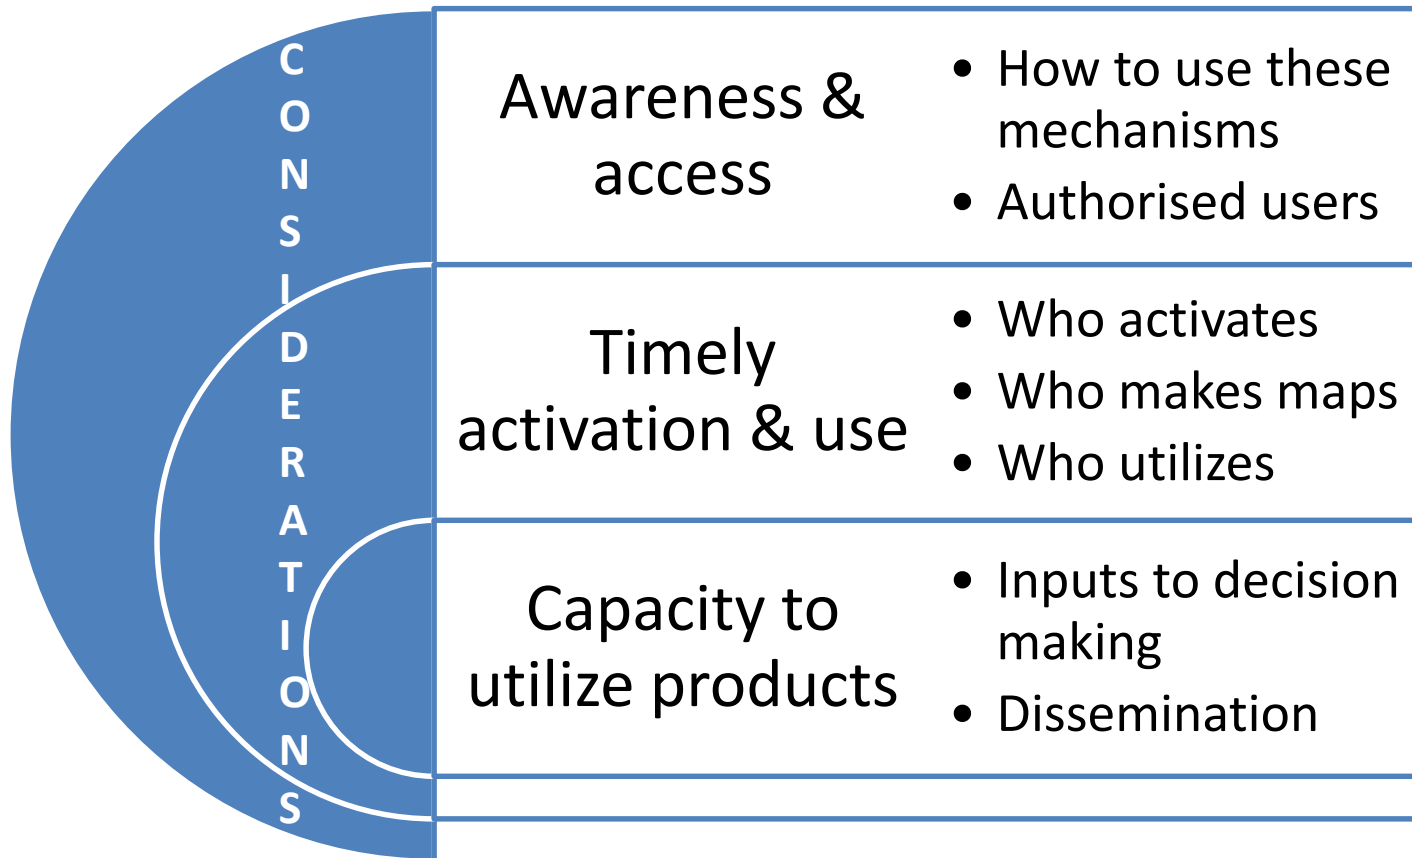 CONSIDERATIONS
Awareness &
access
• How to use these
mechanisms
• Authorised users
Timely
activation & use
• Who activates
• Who makes maps
• Who utilizes
Capacity to
utilize products
• Inputs to decision
making
• Dissemination